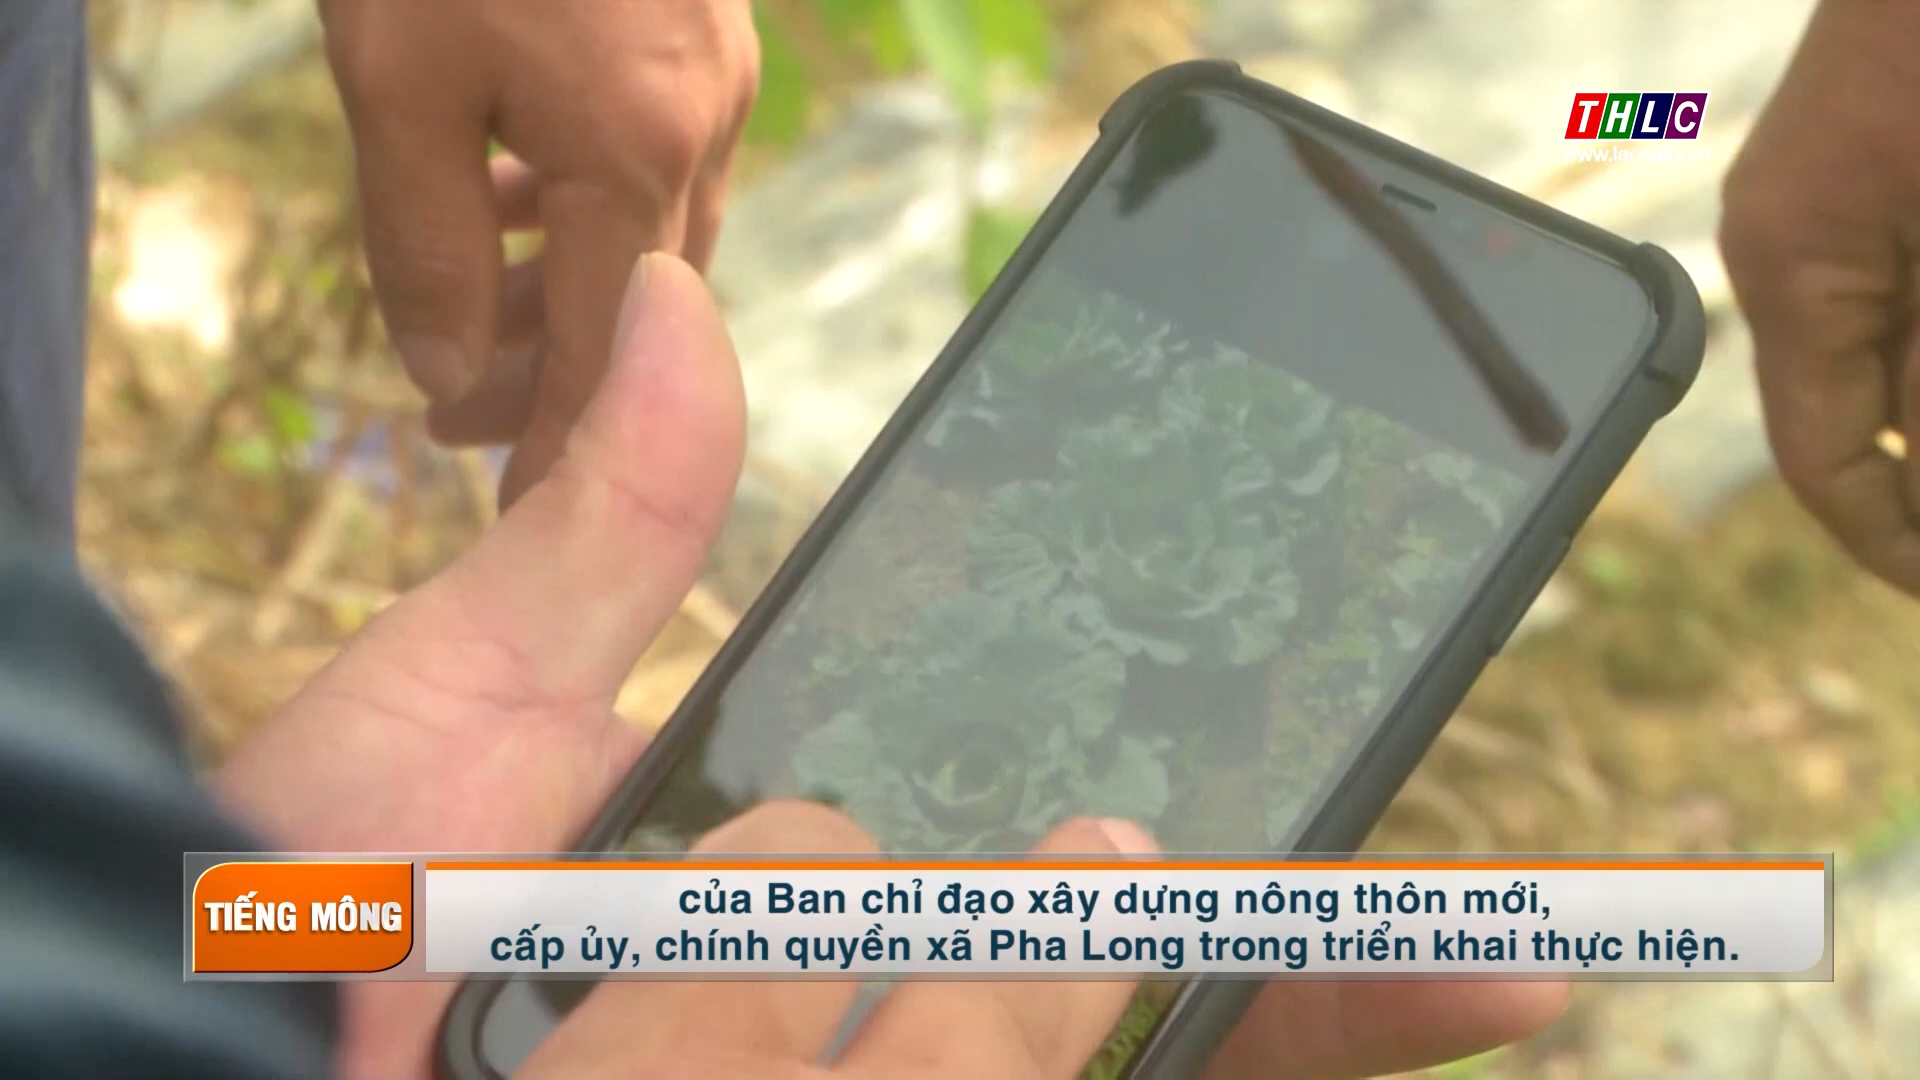 THLC
TIẾNG MÔNG
của Ban chỉ đạo xây dựng nông thôn mới,
cấp ủy, chính quyền xã Pha Long trong triển khai thực hiện.